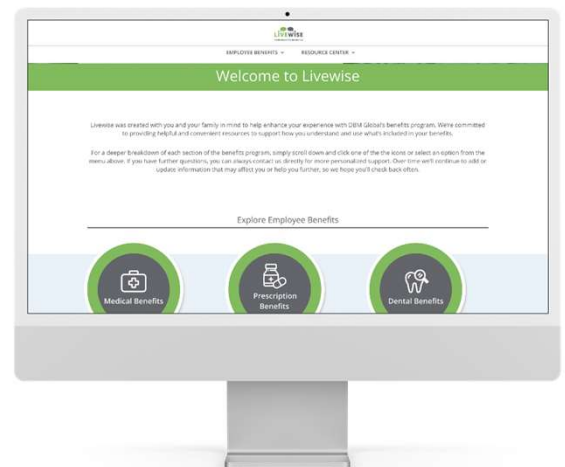 LIVEWISE
EMPLOYEE BENEFITS
RESOURCE CENTER
Welcome to Livewise
Livewise was created with you and your family in mind to help enhance your experience with DBM Global's benefits program. We're committed
to providing helpful and convenient resources to support how you understand and use what's included in your benefits.
For a deeper breakdown of each section of the benefits program, simply scroll down and click one of the the icons or select an option from the
menu above. If you have further questions, you can always contact us directly for more personalized support. Over time we'll continue to add or
update information that may affect you or help you further, so we hope you'll check back often.
Explore Employee Benefits
Medical Benefits
Prescription
Benefits
Dental Benefits